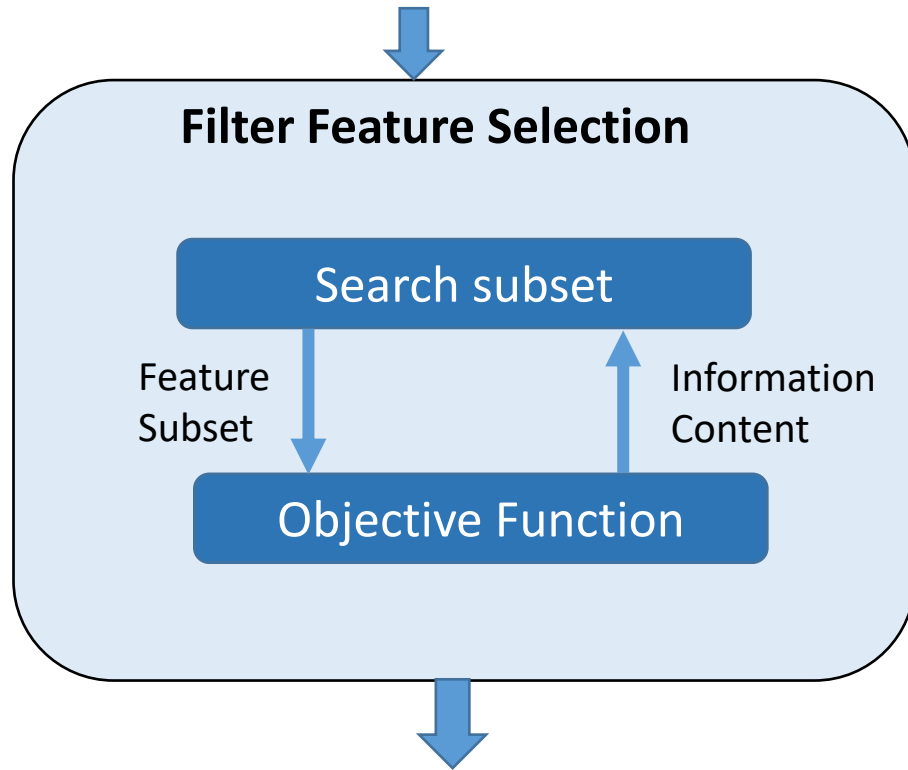 Filter Feature Selection
Search subset
Feature
Subset
Information
Content
Objective Function